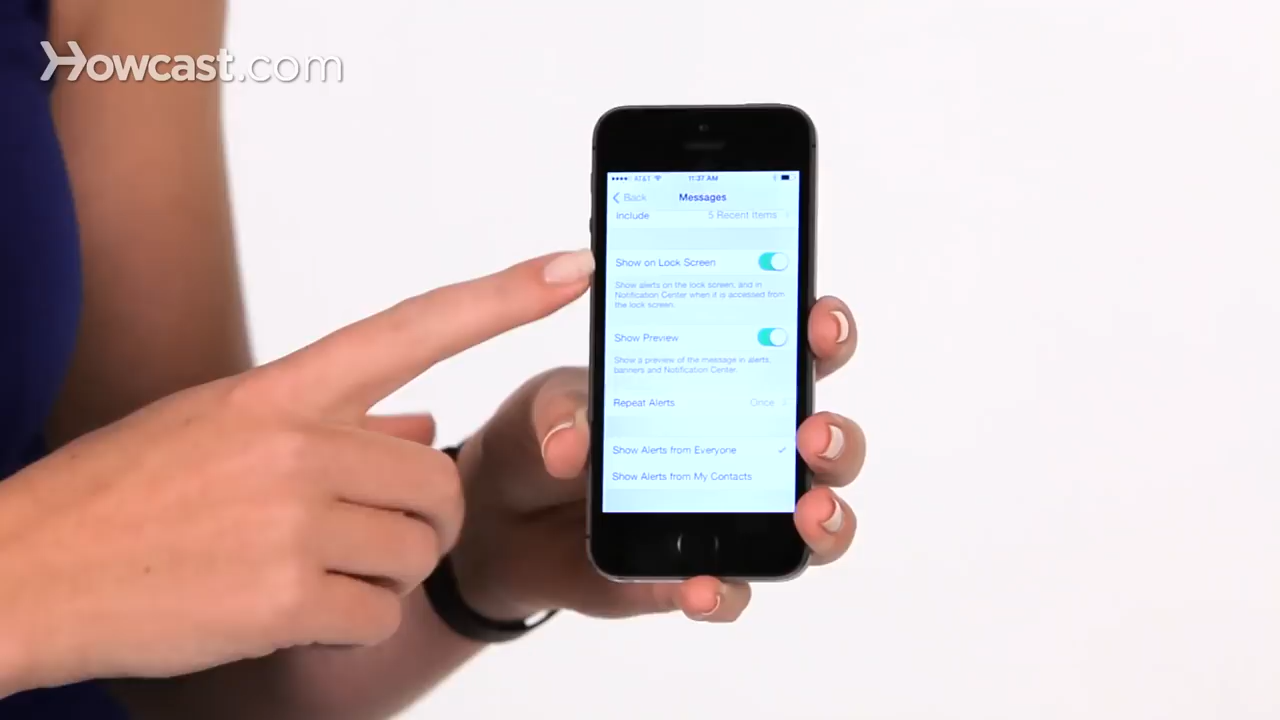 Howcast.com
AT&T 11:37 AM
Back Messages
Include 5 Recent Items
Show on Lock Screen
Show alerts on the lock screen, and in
Notification Center when it is accessed from
the lock screen.
Show Preview
Show a preview of the message in alerts,
banners and Notification Center.
Repeat Alerts Once
Show Alerts from Everyone
Show Alerts from My Contacts